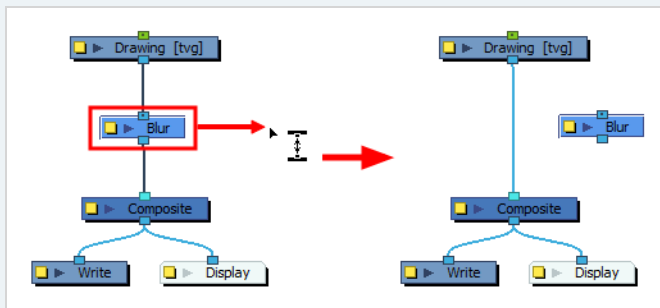 Drawing [tvg]
Blur
Composite
Write
Display
Drawing [tvg]
Blur
Composite
Write
Display